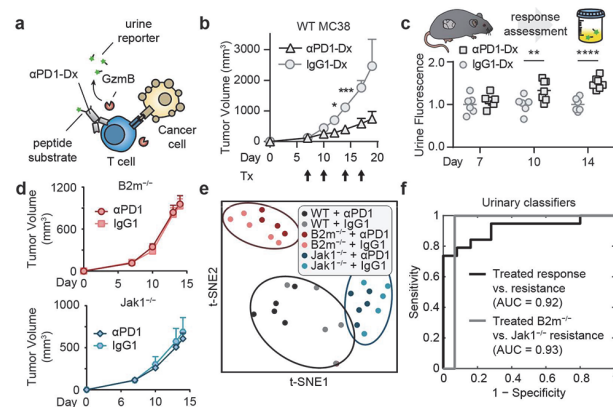 a
urine
reporter
αPD1-Dx
GzmB
peptide
substrate
T cell
Cancer
cell
b
WT MC38
Tumor Volume (mm³)
3000
2000
1000
0
αPD1-Dx
IgG1-Dx
*
***
Day
0
5
10
15
20
Tx
c
response
assessment
αPD1-Dx
IgG1-Dx
**
****
Urine Fluorescence
2.0
1.0
0
Day
7
10
14
d
B2m⁻/⁻
Tumor Volume
(mm³)
1200
600
0
αPD1
IgG1
Day
0
5
10
15
Jak1⁻/⁻
Tumor Volume
(mm³)
1000
500
0
αPD1
IgG1
Day
0
5
10
15
e
t-SNE2
WT + αPD1
WT + IgG1
B2m⁻/⁻ + αPD1
B2m⁻/⁻ + IgG1
Jak1⁻/⁻ + αPD1
Jak1⁻/⁻ + IgG1
t-SNE1
f
Urinary classifiers
Sensitivity
1
0.8
0.6
0.4
0.2
0
Treated response
vs. resistance
(AUC = 0.92)
Treated B2m⁻/⁻
vs. Jak1⁻/⁻ resistance
(AUC = 0.93)
0
0.2
0.4
0.6
0.8
1
1 − Specificity